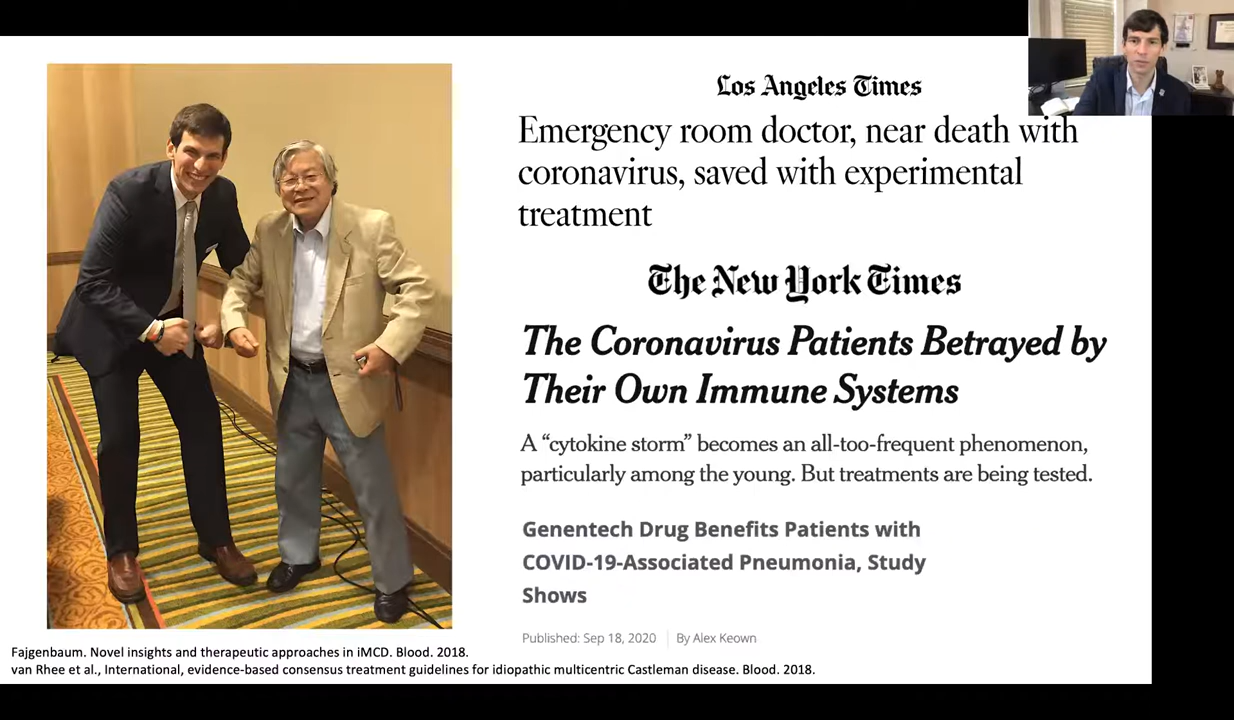 Los Angeles Times
Emergency room doctor, near death with
coronavirus, saved with experimental
treatment
The New York Times
The Coronavirus Patients Betrayed by
Their Own Immune Systems
A “cytokine storm” becomes an all-too-frequent phenomenon,
particularly among the young. But treatments are being tested.
Genentech Drug Benefits Patients with
COVID-19-Associated Pneumonia, Study
Shows
Published: Sep 18, 2020 | By Alex Keown
Fajgenbaum. Novel insights and therapeutic approaches in iMCD. Blood. 2018.
van Rhee et al., International, evidence-based consensus treatment guidelines for idiopathic multicentric Castleman disease. Blood. 2018.